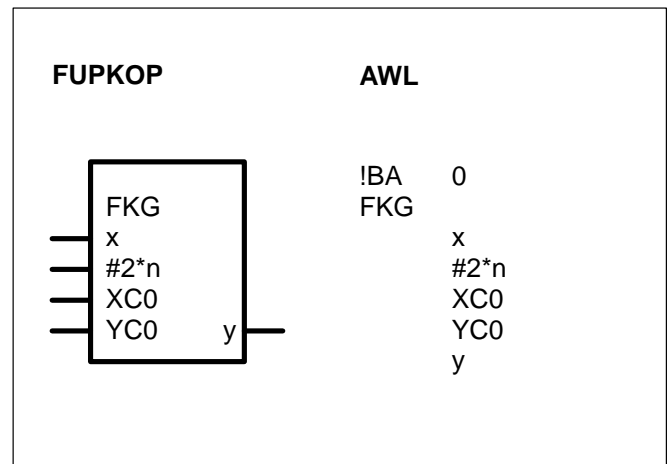 FUPKOP
FKG
x
#2*n
XC0
YC0 y
AWL
!BA 0
FKG
x
#2*n
XC0
YC0
y